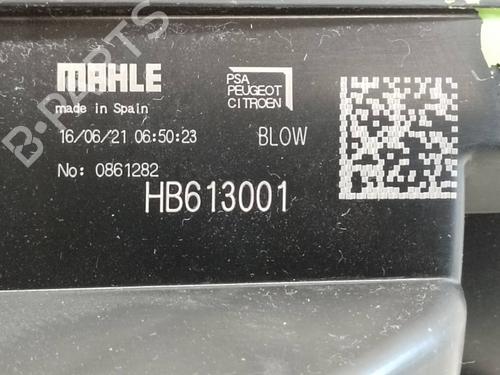 MAHLE
made in Spain
PSA
PEUGEOT
CITROEN
16/06/21 06:50:23
BLOW
No: 0861282
HB613001
B-PARTS